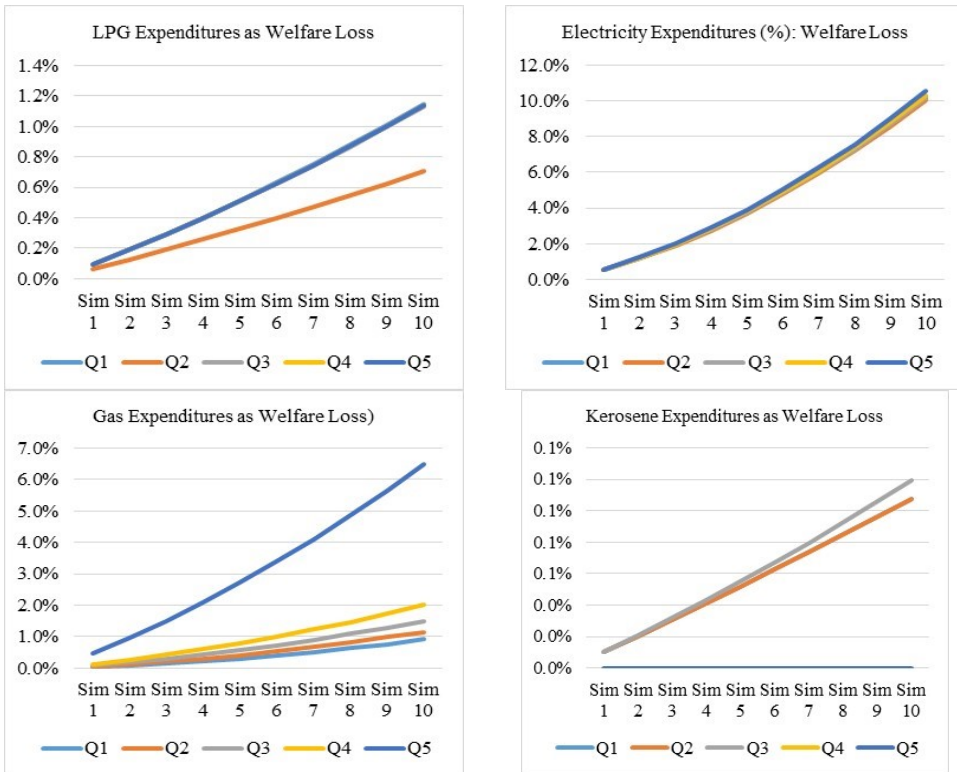 LPG Expenditures as Welfare Loss
1.4%
1.2%
1.0%
0.8%
0.6%
0.4%
0.2%
0.0%
Sim Sim Sim Sim Sim Sim Sim Sim Sim Sim
1 2 3 4 5 6 7 8 9 10
Q1 Q2 Q3 Q4 Q5
Electricity Expenditures (%): Welfare Loss
12.0%
10.0%
8.0%
6.0%
4.0%
2.0%
0.0%
Sim Sim Sim Sim Sim Sim Sim Sim Sim Sim
1 2 3 4 5 6 7 8 9 10
Q1 Q2 Q3 Q4 Q5
Gas Expenditures as Welfare Loss)
7.0%
6.0%
5.0%
4.0%
3.0%
2.0%
1.0%
0.0%
Sim Sim Sim Sim Sim Sim Sim Sim Sim Sim
1 2 3 4 5 6 7 8 9 10
Q1 Q2 Q3 Q4 Q5
Kerosene Expenditures as Welfare Loss
0.1%
0.1%
0.1%
0.1%
0.1%
0.0%
0.0%
0.0%
Sim Sim Sim Sim Sim Sim Sim Sim Sim Sim
1 2 3 4 5 6 7 8 9 10
Q1 Q2 Q3 Q4 Q5